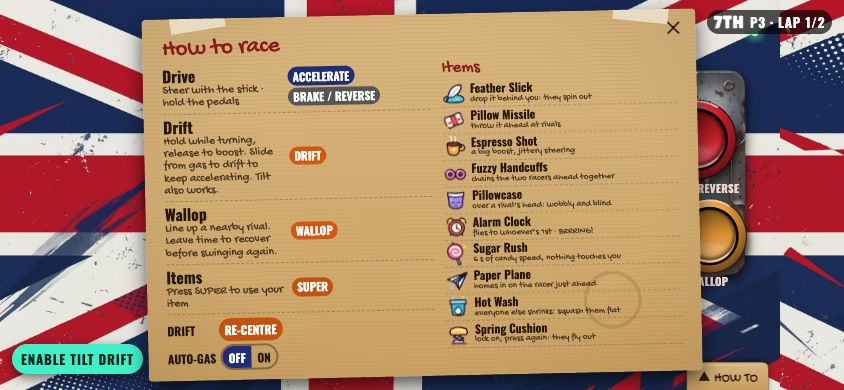 7TH P3 · LAP 1/2
How to race
Drive
Steer with the stick ·
hold the pedals
ACCELERATE
BRAKE / REVERSE
Drift
Hold while turning,
release to boost. Slide
from gas to drift to
keep accelerating. Tilt
also works.
DRIFT
Wallop
Line up a nearby rival.
Leave time to recover
before swinging again.
WALLOP
Items
Press SUPER to use your
item
SUPER
DRIFT
RE-CENTRE
AUTO-GAS
OFF ON
Items
Feather Slick
drop it behind you: they spin out
Pillow Missile
throw it ahead at rivals
Espresso Shot
a big boost, jittery steering
Fuzzy Handcuffs
chains the two racers ahead together
Pillowcase
over a rival's head: wobbly and blind
Alarm Clock
flies to whoever's 1st · BRRRING!
Sugar Rush
6 s of candy speed, nothing touches you
Paper Plane
homes in on the racer just ahead
Hot Wash
everyone else shrinks: squash them flat
Spring Cushion
lock on, press again: they fly out
REVERSE
ALLOP
ENABLE TILT DRIFT
▲ HOW TO